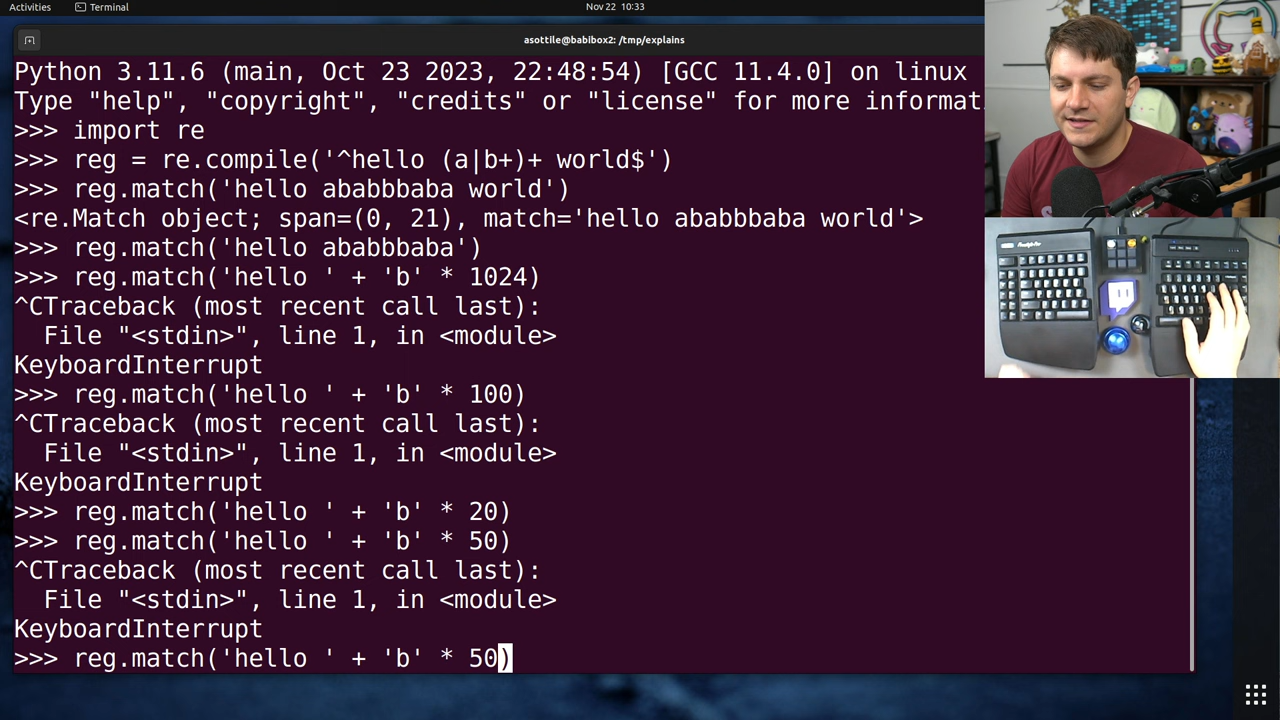 Activities
Terminal
Nov 22 10:33
asottile@babibox2: /tmp/explains
Python 3.11.6 (main, Oct 23 2023, 22:48:54) [GCC 11.4.0] on linux
Type "help", "copyright", "credits" or "license" for more informati
>>> import re
>>> reg = re.compile('^hello (a|b+)+ world$')
>>> reg.match('hello ababbbaba world')
<re.Match object; span=(0, 21), match='hello ababbbaba world'>
>>> reg.match('hello ababbbaba')
>>> reg.match('hello ' + 'b' * 1024)
^CTraceback (most recent call last):
  File "<stdin>", line 1, in <module>
KeyboardInterrupt
>>> reg.match('hello ' + 'b' * 100)
^CTraceback (most recent call last):
  File "<stdin>", line 1, in <module>
KeyboardInterrupt
>>> reg.match('hello ' + 'b' * 20)
>>> reg.match('hello ' + 'b' * 50)
^CTraceback (most recent call last):
  File "<stdin>", line 1, in <module>
KeyboardInterrupt
>>> reg.match('hello ' + 'b' * 50)